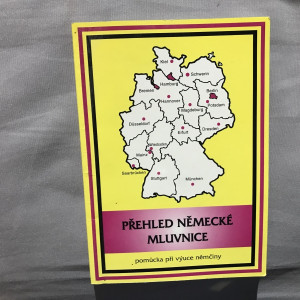 Kiel
Schwerin
Hamburg
Bremen
Berlin
Hannover
Potsdam
Magdeburg
Düsseldorf
Erfurt
Dresden
Wiesbaden
Mainz
Saarbrücken
Stuttgart
München
PŘEHLED NĚMECKÉ
MLUVNICE
pomůcka při výuce němčiny